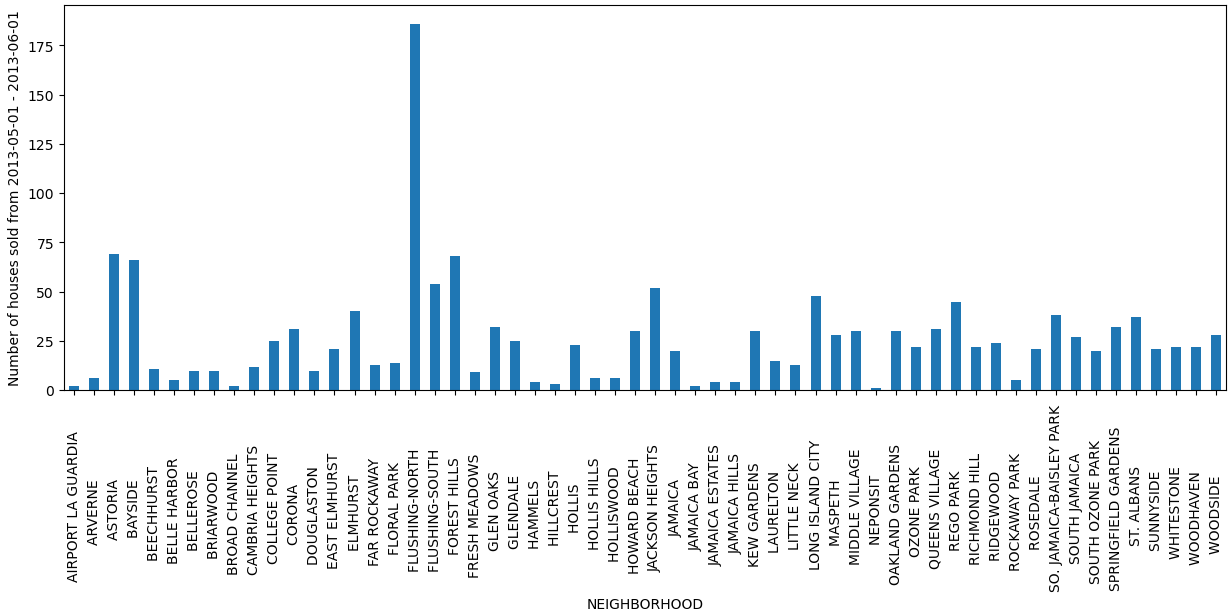 Number of houses sold from 2013-05-01 - 2013-06-01
175
150
125
100
75
50
25
0
AIRPORT LA GUARDIA
ARVERNE
ASTORIA
BAYSIDE
BEECHHURST
BELLE HARBOR
BELLEROSE
BRIARWOOD
BROAD CHANNEL
CAMBRIA HEIGHTS
COLLEGE POINT
CORONA
DOUGLASTON
EAST ELMHURST
ELMHURST
FAR ROCKAWAY
FLORAL PARK
FLUSHING-NORTH
FLUSHING-SOUTH
FOREST HILLS
FRESH MEADOWS
GLEN OAKS
GLENDALE
HAMMELS
HILLCREST
HOLLIS
HOLLIS HILLS
HOLLISWOOD
HOWARD BEACH
JACKSON HEIGHTS
JAMAICA
JAMAICA BAY
JAMAICA ESTATES
JAMAICA HILLS
KEW GARDENS
LAURELTON
LITTLE NECK
LONG ISLAND CITY
MASPETH
MIDDLE VILLAGE
NEPONSIT
OAKLAND GARDENS
OZONE PARK
QUEENS VILLAGE
REGO PARK
RICHMOND HILL
RIDGEWOOD
ROCKAWAY PARK
ROSEDALE
SO. JAMAICA-BAISLEY PARK
SOUTH JAMAICA
SOUTH OZONE PARK
SPRINGFIELD GARDENS
ST. ALBANS
SUNNYSIDE
WHITESTONE
WOODHAVEN
WOODSIDE
NEIGHBORHOOD